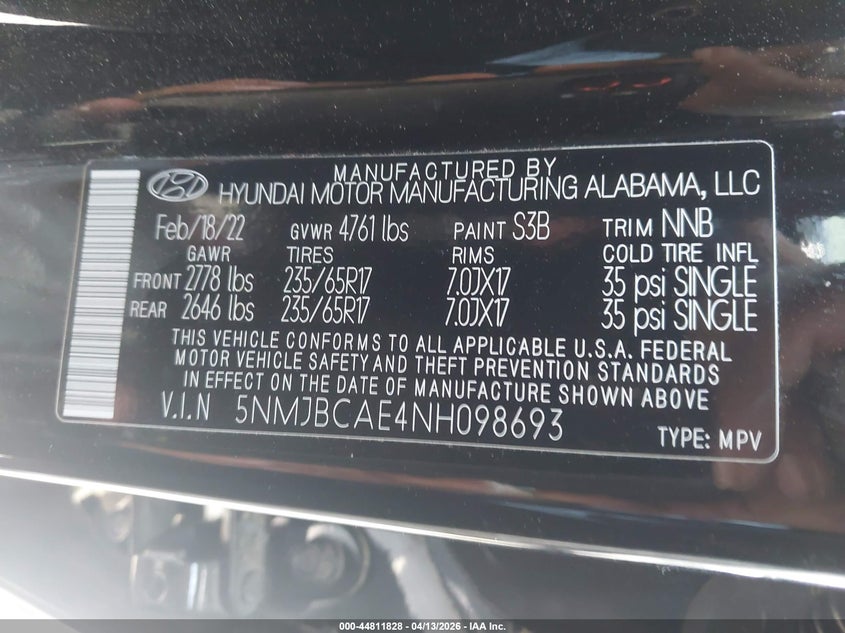 MANUFACTURED BY
HYUNDAI MOTOR MANUFACTURING ALABAMA, LLC
Feb/18/22 GVWR 4761 lbs PAINT S3B TRIM NNB
GAWR TIRES RIMS COLD TIRE INFL
FRONT 2778 lbs 235/65R17 7.0JX17 35 psi SINGLE
REAR 2646 lbs 235/65R17 7.0JX17 35 psi SINGLE
THIS VEHICLE CONFORMS TO ALL APPLICABLE U.S.A. FEDERAL
MOTOR VEHICLE SAFETY AND THEFT PREVENTION STANDARDS
IN EFFECT ON THE DATE OF MANUFACTURE SHOWN ABOVE
V.I.N 5NMJBCAE4NH098693
TYPE: MPV
000-44811828 - 04/13/2026 - IAA Inc.